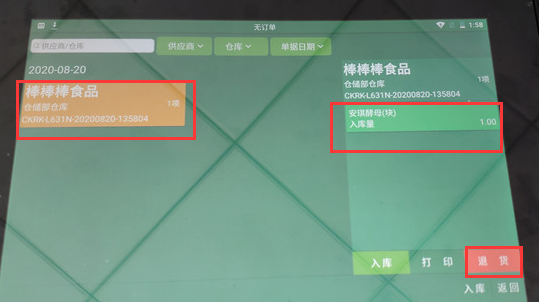 无订单
1:58
供应商/仓库
供应商
仓库
单据日期
2020-08-20
棒棒棒食品
仓储部仓库
1项
CKRK-L631N-20200820-135804
棒棒棒食品
仓储部仓库
1项
CKRK-L631N-20200820-135804
安琪酵母(块)
入库量
1.00
入库
打 印
退 货
入库
返回